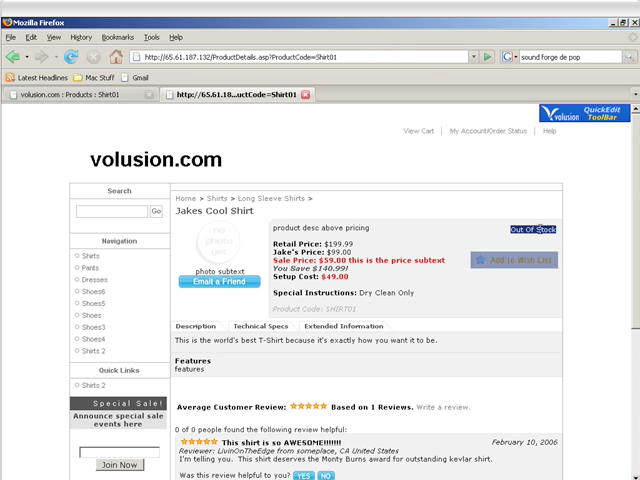 Mozilla Firefox
File Edit View History Bookmarks Tools Help
http://65.61.187.132/ProductDetails.asp?ProductCode=Shirt01
sound forge de pop
Latest Headlines Mac Stuff Gmail
volusion.com : Products : Shirt01
http://65.61.18...uctCode=Shirt01
volusion QuickEdit ToolBar
View Cart | My Account/Order Status | Help
volusion.com
Search
Go
Navigation
Shirts
Pants
Dresses
Shoes6
Shoes5
Shoes
Shoes3
Shoes4
Shirts 2
Quick Links
Shirts 2
Special Sale!
Announce special sale
events here
Join Now
Home > Shirts > Long Sleeve Shirts >
Jakes Cool Shirt
no
photo
yet
photo subtext
Email a Friend
product desc above pricing
Out Of Stock
Retail Price: $199.99
Jake's Price: $99.00
Sale Price: $59.00 this is the price subtext
You Save $140.99!
Setup Cost: $49.00
Add To Wish List
Special Instructions: Dry Clean Only
Product Code: SHIRT01
Description Technical Specs Extended Information
This is the world's best T-Shirt because it's exactly how you want it to be.
Features
features
Average Customer Review: Based on 1 Reviews. Write a review.
0 of 0 people found the following review helpful:
This shirt is so AWESOME!!!!!!! February 10, 2006
Reviewer: LivinOnTheEdge from someplace, CA United States
I'm telling you. This shirt deserves the Monty Burns award for outstanding kevlar shirt.
Was this review helpful to you? YES NO